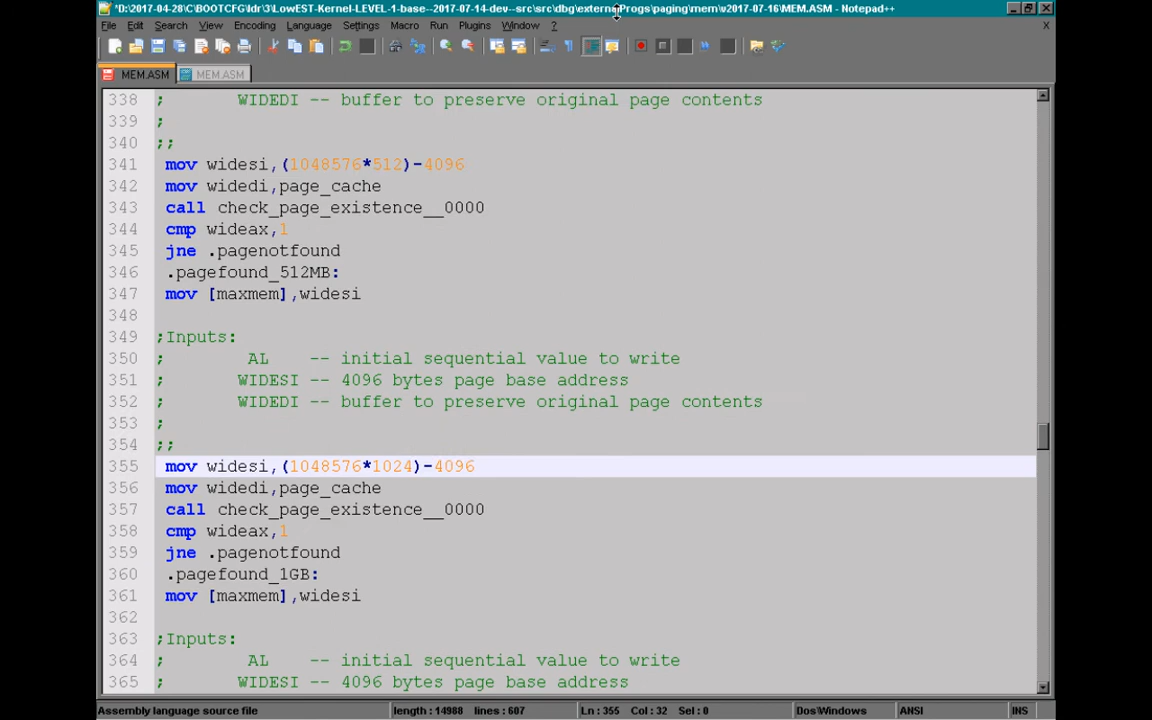 *D:\2017-04-28\C\BOOTCFG\ldr3\LowEST-Kernel-LEVEL-1-base--2017-07-14-dev--src\src\dbg\externProgs\paging\mem\v2017-07-16\MEM.ASM - Notepad++
File Edit Search View Encoding Language Settings Macro Run Plugins Window ? X
MEM.ASM MEM.ASM
338 ;       WIDEDI -- buffer to preserve original page contents
339 ;
340 ;;
341  mov widesi,(1048576*512)-4096
342  mov widedi,page_cache
343  call check_page_existence__0000
344  cmp wideax,1
345  jne .pagenotfound
346  .pagefound_512MB:
347  mov [maxmem],widesi
348
349 ;Inputs:
350 ;        AL    -- initial sequential value to write
351 ;       WIDESI -- 4096 bytes page base address
352 ;       WIDEDI -- buffer to preserve original page contents
353 ;
354 ;;
355  mov widesi,(1048576*1024)-4096
356  mov widedi,page_cache
357  call check_page_existence__0000
358  cmp wideax,1
359  jne .pagenotfound
360  .pagefound_1GB:
361  mov [maxmem],widesi
362
363 ;Inputs:
364 ;        AL    -- initial sequential value to write
365 ;       WIDESI -- 4096 bytes page base address
Assembly language source file length : 14988 lines : 607 Ln : 355 Col : 32 Sel : 0 Dos\Windows ANSI INS